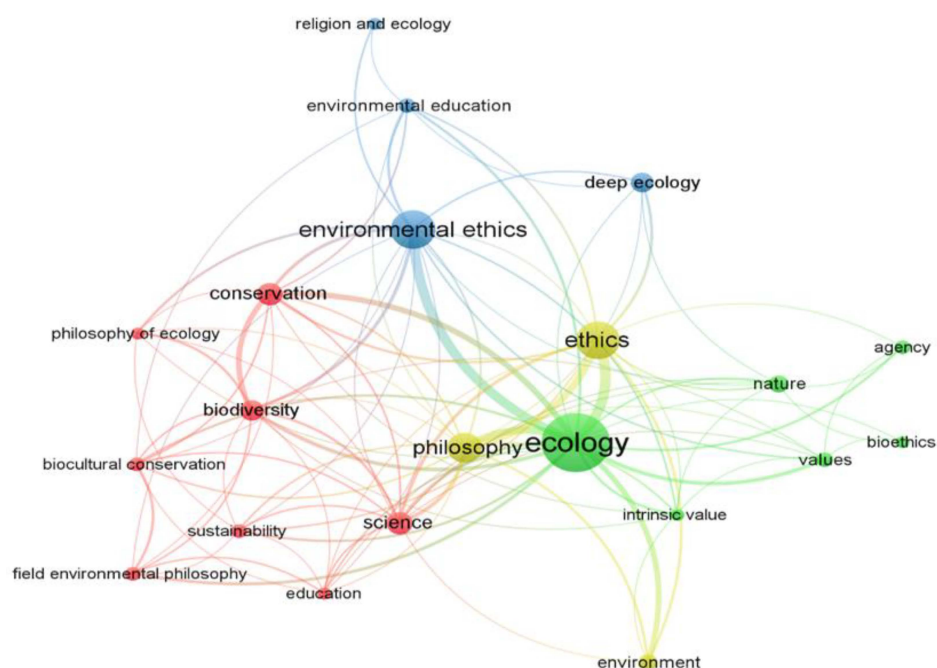 religion and ecology
environmental education
deep ecology
environmental ethics
conservation
philosophy of ecology
ethics
agency
nature
biodiversity
ecology
bioethics
philosophy
values
biocultural conservation
intrinsic value
science
sustainability
field environmental philosophy
education
environment